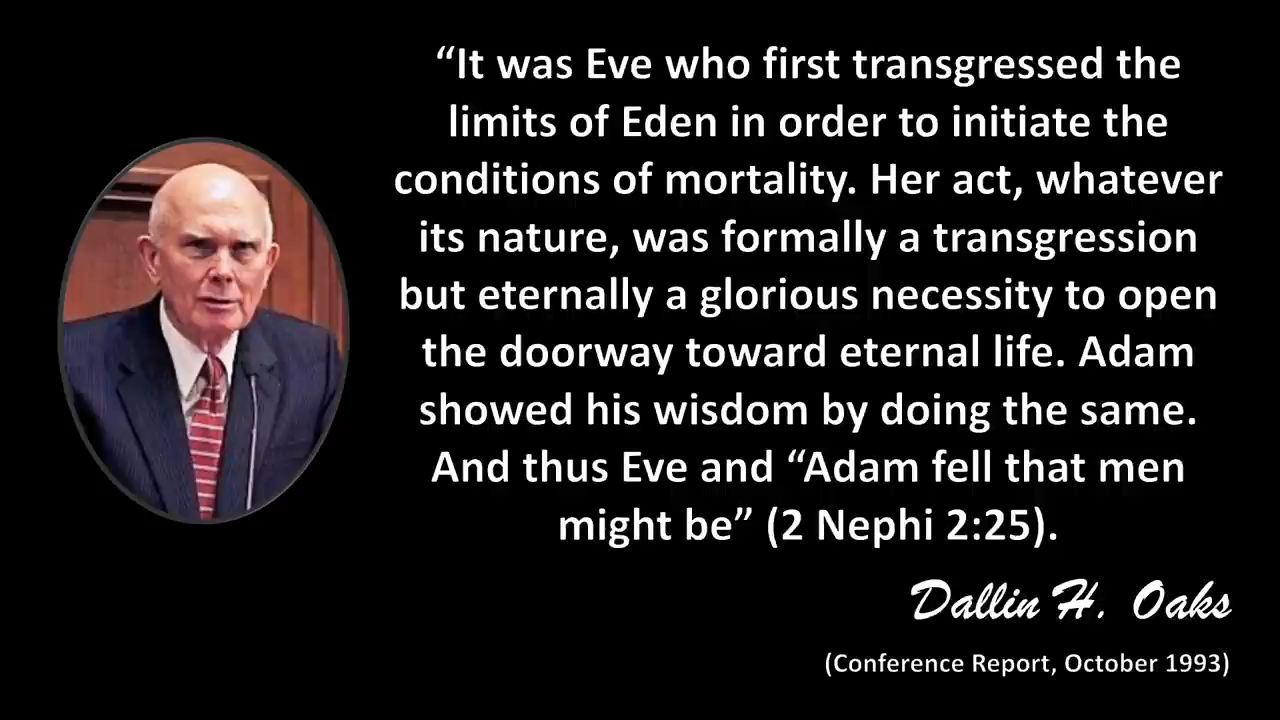 “It was Eve who first transgressed the
limits of Eden in order to initiate the
conditions of mortality. Her act, whatever
its nature, was formally a transgression
but eternally a glorious necessity to open
the doorway toward eternal life. Adam
showed his wisdom by doing the same.
And thus Eve and “Adam fell that men
might be” (2 Nephi 2:25).
Dallin H. Oaks
(Conference Report, October 1993)